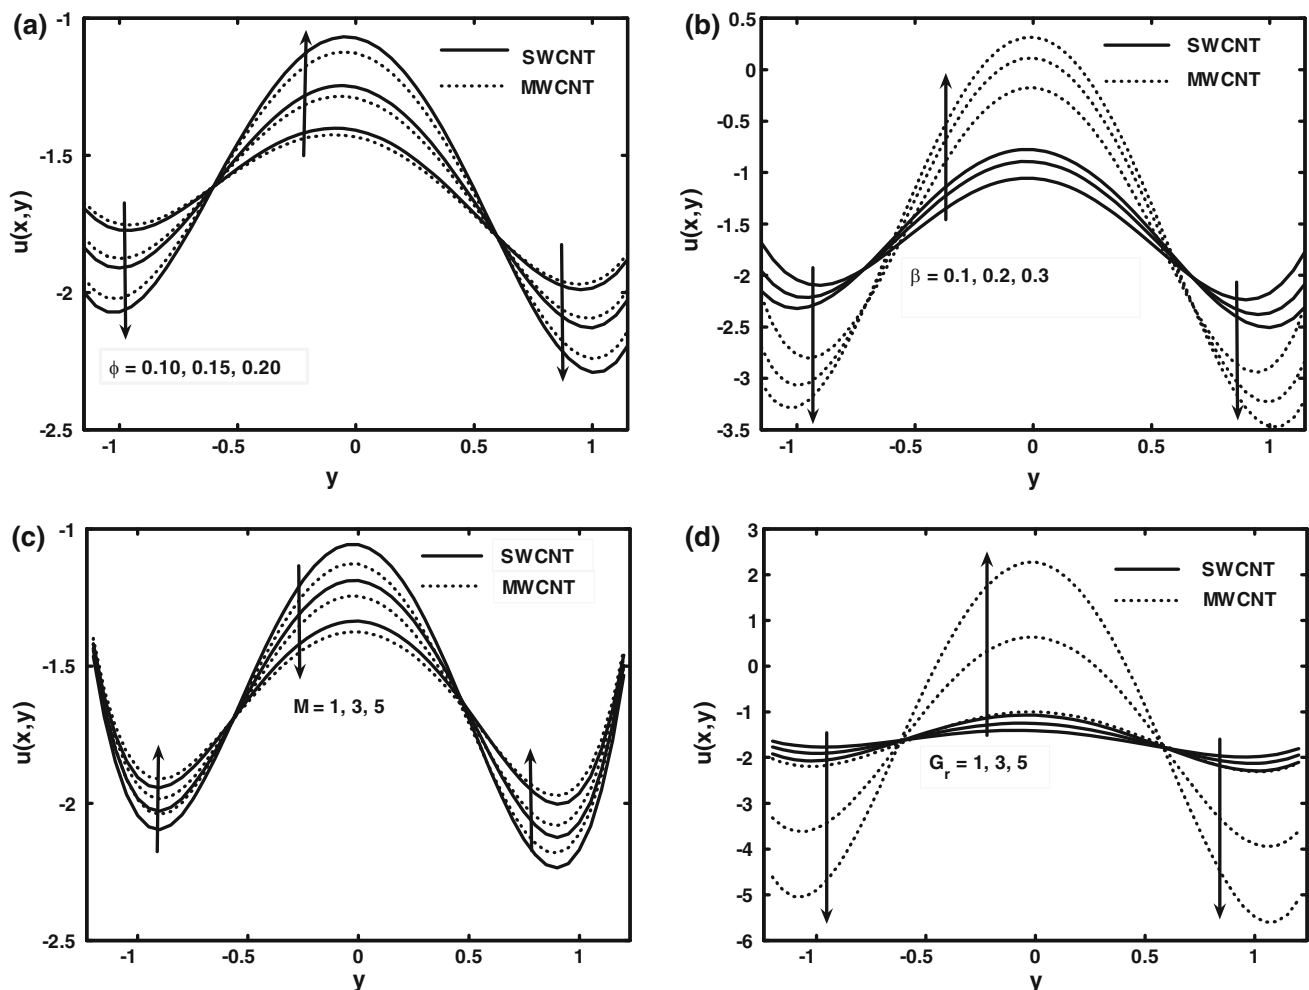 (a)
-1
-1.5
-2
-2.5
u(x,y)
SWCNT
MWCNT
ϕ = 0.10, 0.15, 0.20
-1
-0.5
0
0.5
1
y
(b)
0.5
0
-0.5
-1
-1.5
-2
-2.5
-3
-3.5
u(x,y)
SWCNT
MWCNT
β = 0.1, 0.2, 0.3
-1
-0.5
0
0.5
1
y
(c)
-1
-1.5
-2
-2.5
u(x,y)
SWCNT
MWCNT
M = 1, 3, 5
-1
-0.5
0
0.5
1
y
(d)
3
2
1
0
-1
-2
-3
-4
-5
-6
u(x,y)
SWCNT
MWCNT
Gr = 1, 3, 5
-1
-0.5
0
0.5
1
y